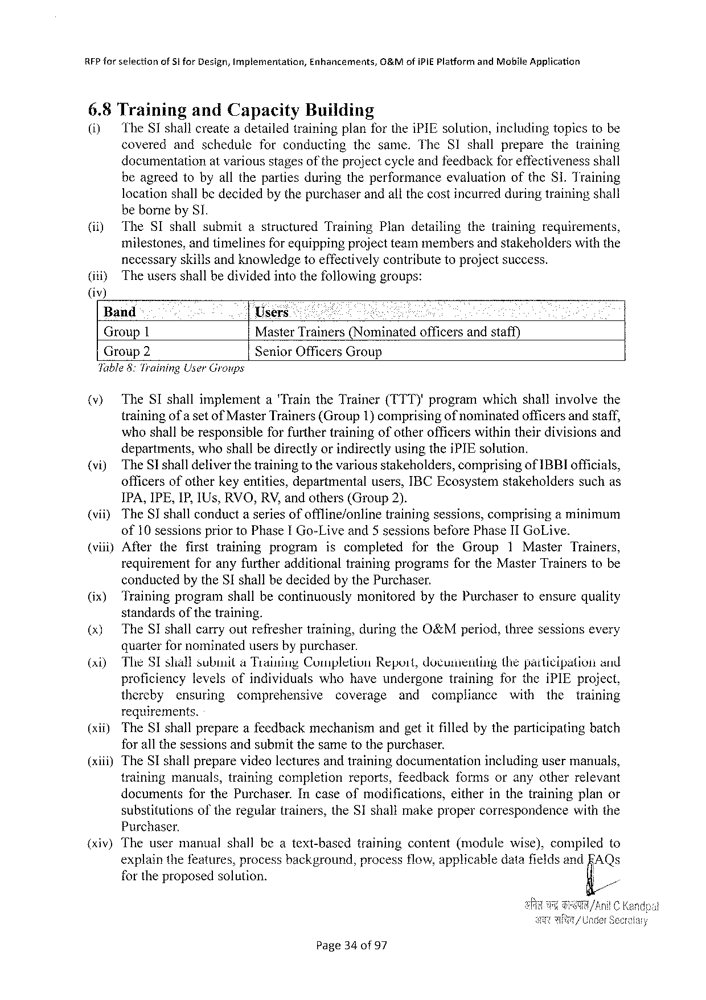 RFP for selection of SI for Design, Implementation, Enhancements, O&M of iPIE Platform and Mobile Application
6.8 Training and Capacity Building
(i) The SI shall create a detailed training plan for the iPIE solution, including topics to be
covered and schedule for conducting the same. The SI shall prepare the training
documentation at various stages of the project cycle and feedback for effectiveness shall
be agreed to by all the parties during the performance evaluation of the SI. Training
location shall be decided by the purchaser and all the cost incurred during training shall
be borne by SI.
(ii) The SI shall submit a structured Training Plan detailing the training requirements,
milestones, and timelines for equipping project team members and stakeholders with the
necessary skills and knowledge to effectively contribute to project success.
(iii) The users shall be divided into the following groups:
(iv)
Band Users
Group 1 Master Trainers (Nominated officers and staff)
Group 2 Senior Officers Group
Table 8: Training User Groups
(v) The SI shall implement a 'Train the Trainer (TTT)' program which shall involve the
training of a set of Master Trainers (Group 1) comprising of nominated officers and staff,
who shall be responsible for further training of other officers within their divisions and
departments, who shall be directly or indirectly using the iPIE solution.
(vi) The SI shall deliver the training to the various stakeholders, comprising of IBBI officials,
officers of other key entities, departmental users, IBC Ecosystem stakeholders such as
IPA, IPE, IP, IUs, RVO, RV, and others (Group 2).
(vii) The SI shall conduct a series of offline/online training sessions, comprising a minimum
of 10 sessions prior to Phase I Go-Live and 5 sessions before Phase II GoLive.
(viii) After the first training program is completed for the Group 1 Master Trainers,
requirement for any further additional training programs for the Master Trainers to be
conducted by the SI shall be decided by the Purchaser.
(ix) Training program shall be continuously monitored by the Purchaser to ensure quality
standards of the training.
(x) The SI shall carry out refresher training, during the O&M period, three sessions every
quarter for nominated users by purchaser.
(xi) The SI shall submit a Training Completion Report, documenting the participation and
proficiency levels of individuals who have undergone training for the iPIE project,
thereby ensuring comprehensive coverage and compliance with the training
requirements.
(xii) The SI shall prepare a feedback mechanism and get it filled by the participating batch
for all the sessions and submit the same to the purchaser.
(xiii) The SI shall prepare video lectures and training documentation including user manuals,
training manuals, training completion reports, feedback forms or any other relevant
documents for the Purchaser. In case of modifications, either in the training plan or
substitutions of the regular trainers, the SI shall make proper correspondence with the
Purchaser.
(xiv) The user manual shall be a text-based training content (module wise), compiled to
explain the features, process background, process flow, applicable data fields and FAQs
for the proposed solution.
अनिल चन्द्र कान्डपाल/Anil C Kandpal
अवर सचिव/Under Secretary
Page 34 of 97